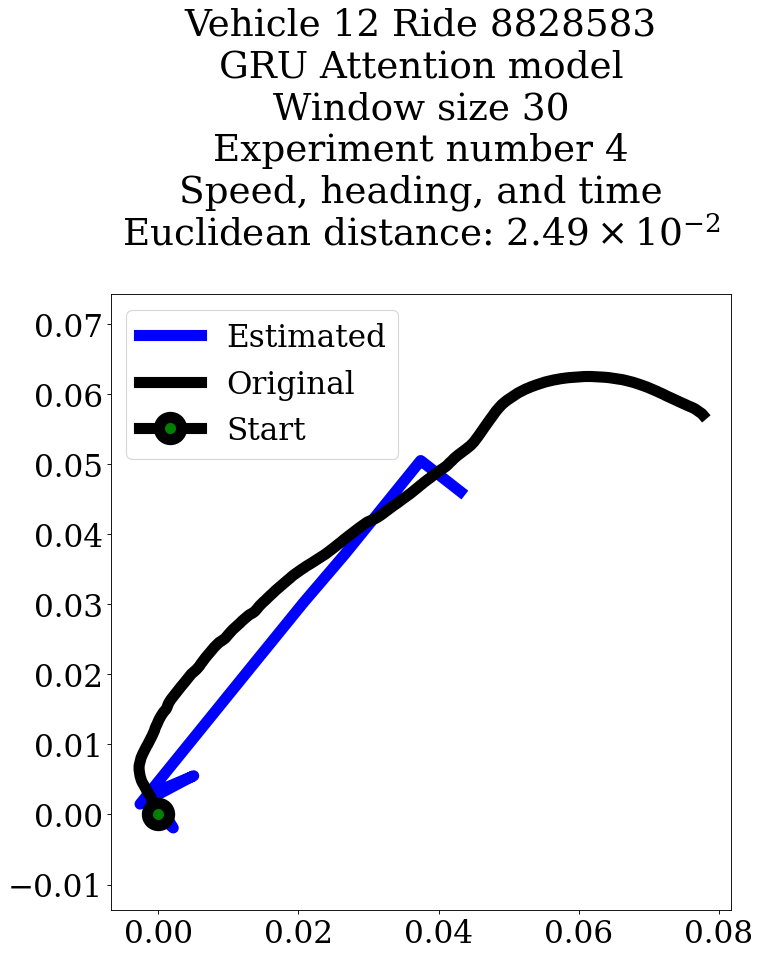 Vehicle 12 Ride 8828583
GRU Attention model
Window size 30
Experiment number 4
Speed, heading, and time
Euclidean distance: 2.49 × 10⁻²
Estimated
Original
Start
0.07
0.06
0.05
0.04
0.03
0.02
0.01
0.00
−0.01
0.00 0.02 0.04 0.06 0.08